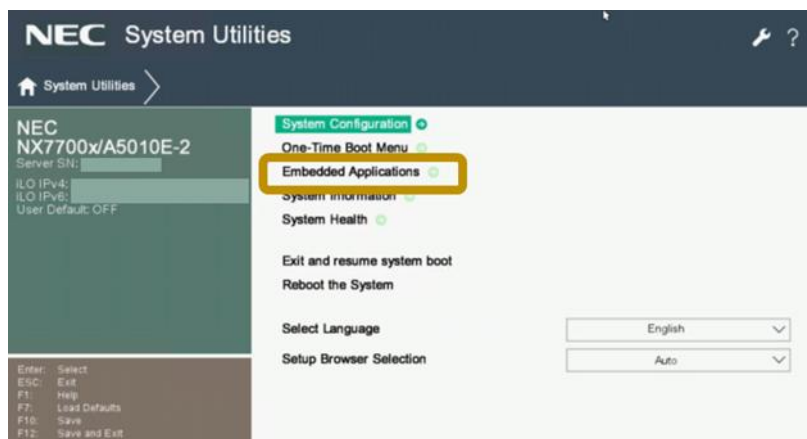 NEC System Utilities
?
System Utilities
NEC
NX7700x/A5010E-2
Server SN:
iLO IPv4:
iLO IPv6:
User Default: OFF
System Configuration
One-Time Boot Menu
Embedded Applications
System Information
System Health
Exit and resume system boot
Reboot the System
Select Language English
Setup Browser Selection Auto
Enter: Select
ESC: Exit
F1: Help
F7: Load Defaults
F10: Save
F12: Save and Exit